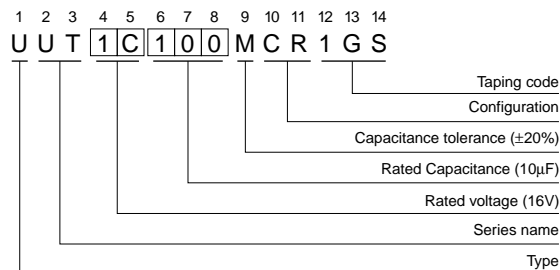 1 2 3 4 5 6 7 8 9 10 11 12 13 14
U U T 1 C 1 0 0 M C R 1 G S
Taping code
Configuration
Capacitance tolerance (±20%)
Rated Capacitance (10µF)
Rated voltage (16V)
Series name
Type